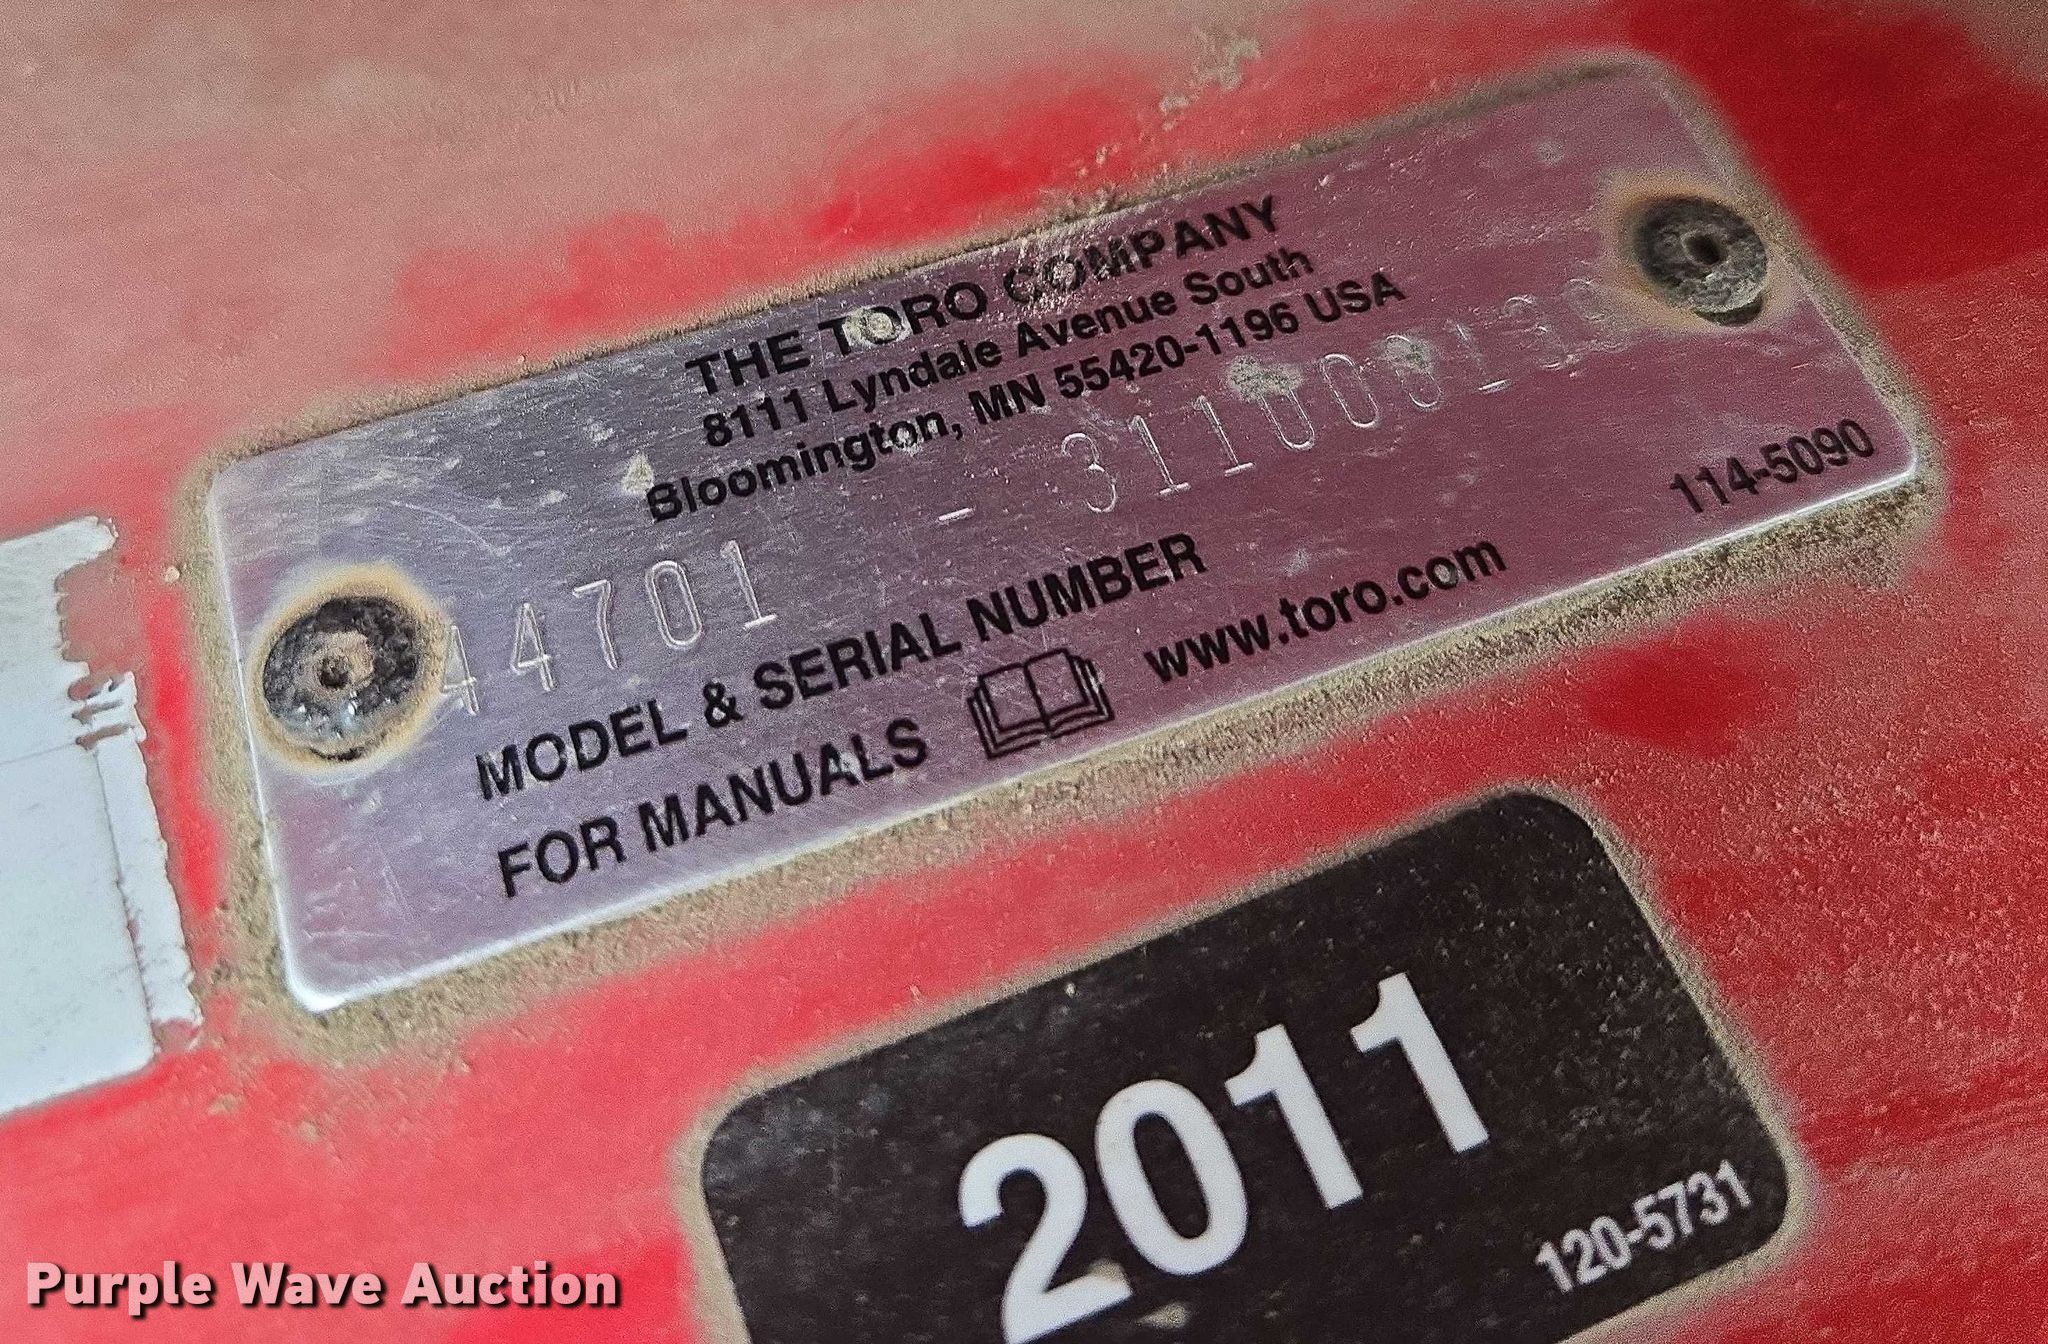 THE TORO COMPANY
8111 Lyndale Avenue South
Bloomington, MN 55420-1196 USA
44701 -
MODEL & SERIAL NUMBER
114-5090
FOR MANUALS www.toro.com
2011
120-5731
Purple Wave Auction